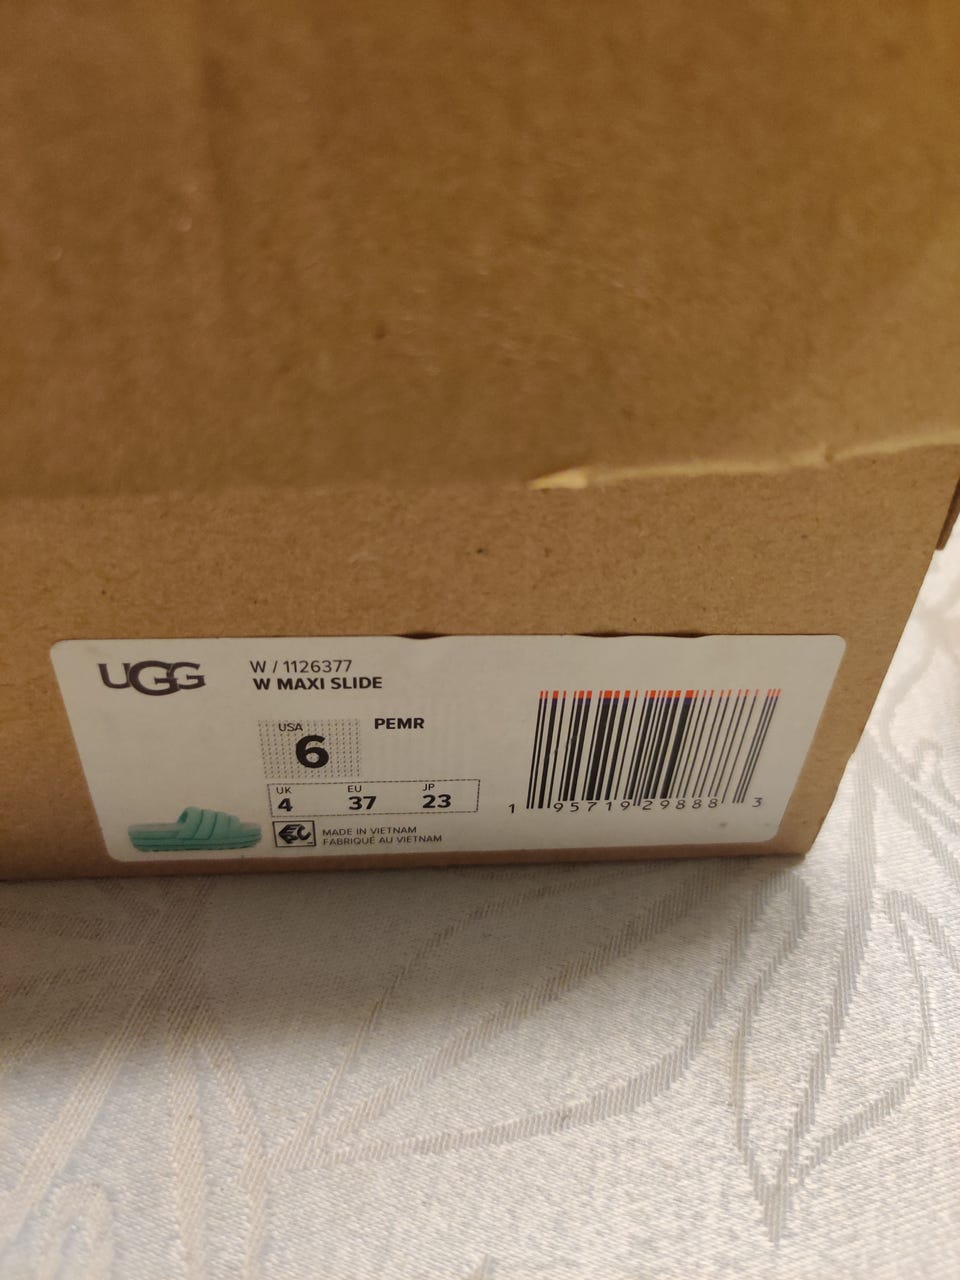 UGG
W / 1126377
W MAXI SLIDE
USA
6
PEMR
UK EU JP
4 37 23
EC
MADE IN VIETNAM
FABRIQUÉ AU VIETNAM
1 95719 29888 3